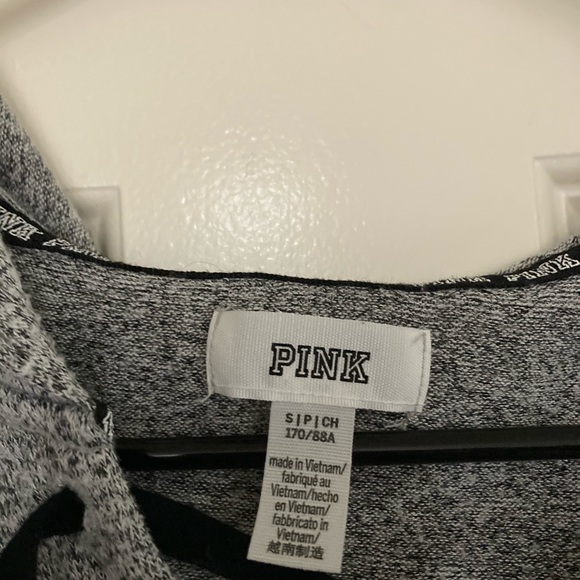 PINK
PINK
S|P|CH
170/88A
made in Vietnam/
fabriqué au
Vietnam/hecho
en Vietnam/
fabbricato in
Vietnam/
越南制造